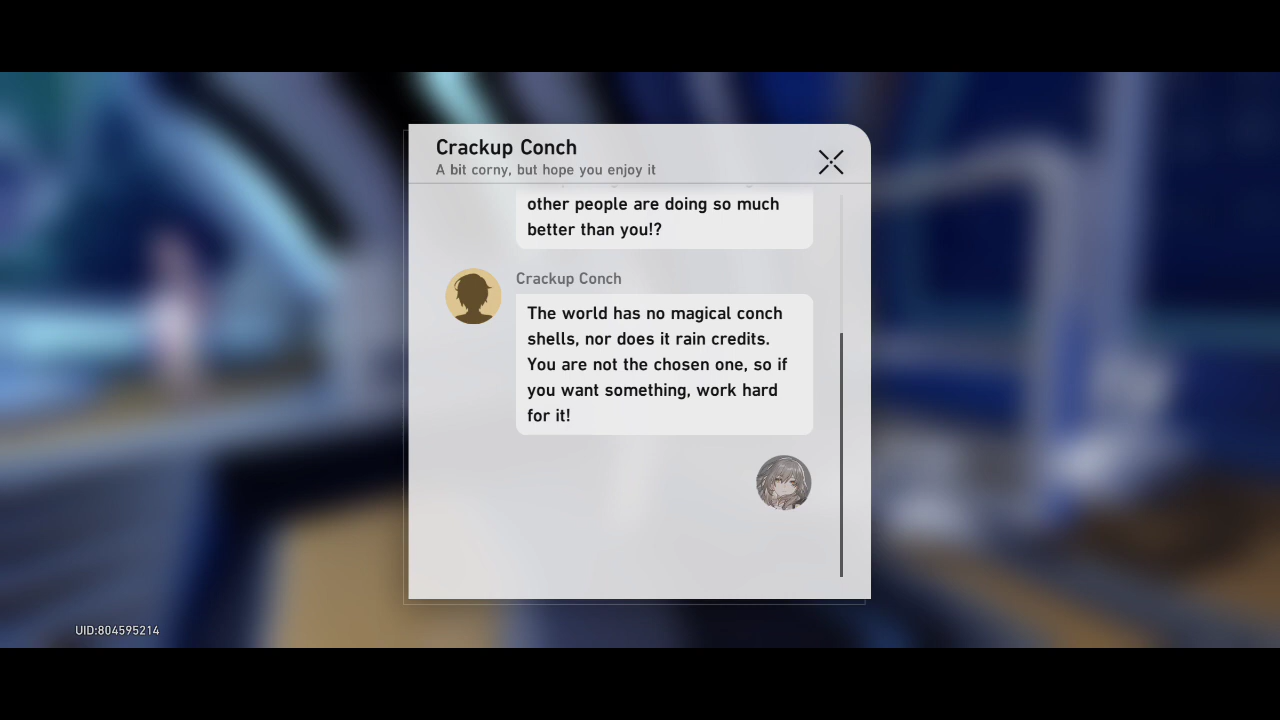 Crackup Conch
A bit corny, but hope you enjoy it
other people are doing so much
better than you!?
Crackup Conch
The world has no magical conch
shells, nor does it rain credits.
You are not the chosen one, so if
you want something, work hard
for it!
UID:804595214